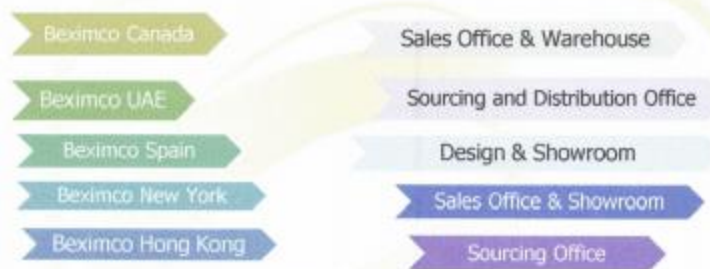 Beximco Canada
Sales Office & Warehouse
Beximco UAE
Sourcing and Distribution Office
Beximco Spain
Design & Showroom
Beximco New York
Sales Office & Showroom
Beximco Hong Kong
Sourcing Office